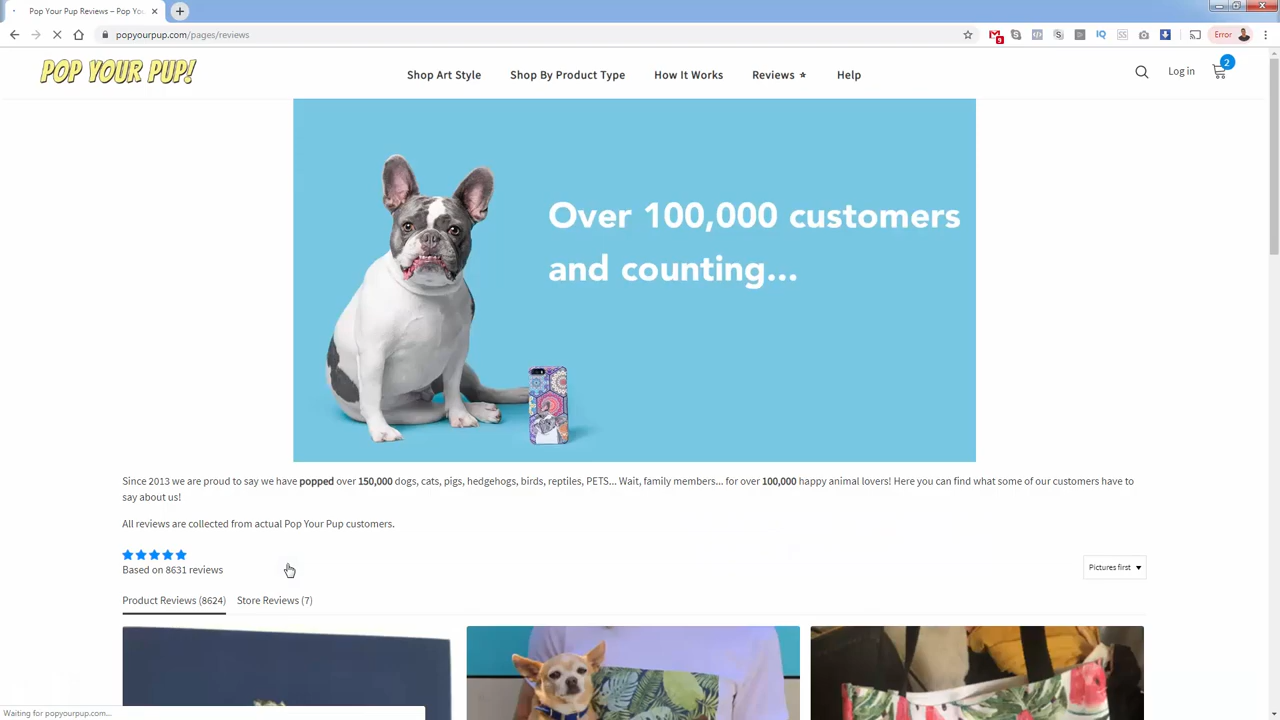 Pop Your Pup Reviews – Pop Yo
popyourpup.com/pages/reviews
Error
POP YOUR PUP!
Shop Art Style
Shop By Product Type
How It Works
Reviews ★
Help
Log in
2
Over 100,000 customers
and counting...
Since 2013 we are proud to say we have popped over 150,000 dogs, cats, pigs, hedgehogs, birds, reptiles, PETS... Wait, family members... for over 100,000 happy animal lovers! Here you can find what some of our customers have to
say about us!
All reviews are collected from actual Pop Your Pup customers.
Based on 8631 reviews
Pictures first
Product Reviews (8624)
Store Reviews (7)
Waiting for popyourpup.com...